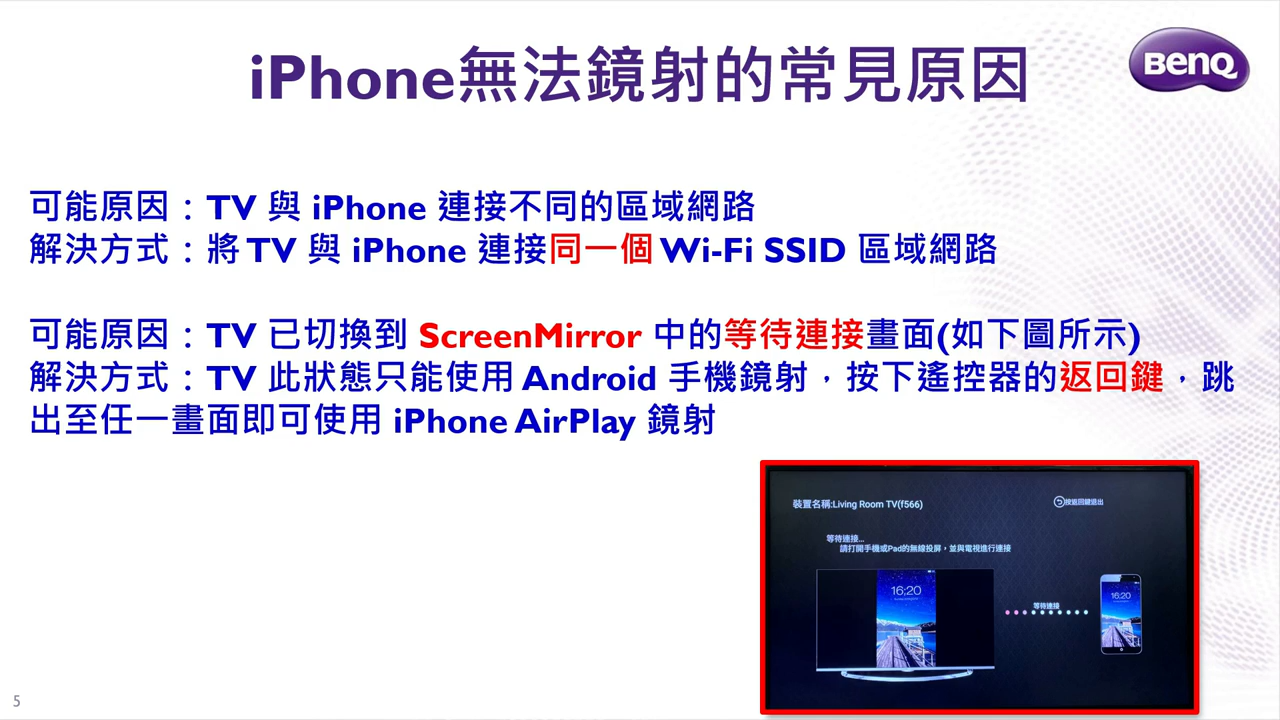 iPhone無法鏡射的常見原因
BenQ
可能原因：TV 與 iPhone 連接不同的區域網路
解決方式：將 TV 與 iPhone 連接同一個 Wi-Fi SSID 區域網路
可能原因：TV 已切換到 ScreenMirror 中的等待連接畫面(如下圖所示)
解決方式：TV 此狀態只能使用 Android 手機鏡射，按下遙控器的返回鍵，跳
出至任一畫面即可使用 iPhone AirPlay 鏡射
裝置名稱:Living Room TV(f566)
按返回鍵退出
等待連接...
請打開手機或Pad的無線投屏，並與電視進行連接
16:20
等待連接
16:20
5